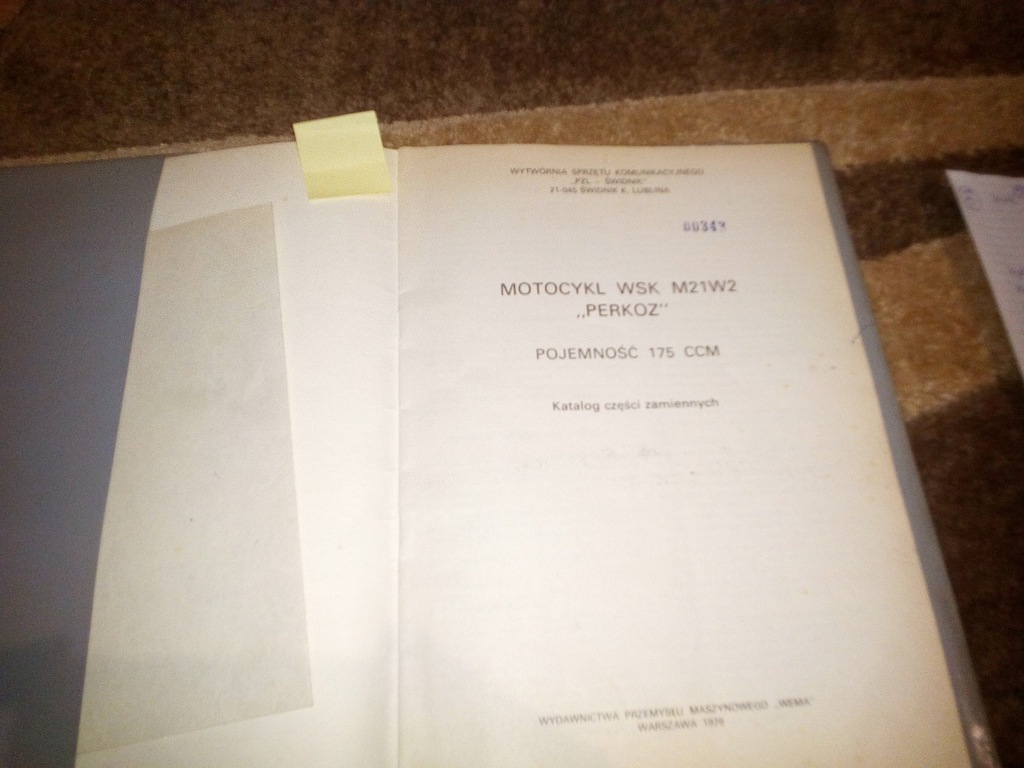 WYTWÓRNIA SPRZĘTU KOMUNIKACYJNEGO
„PZL – ŚWIDNIK”
21-045 ŚWIDNIK K. LUBLINA
MOTOCYKL WSK M21W2
„PERKOZ”
POJEMNOŚĆ 175 CCM
Katalog części zamiennych
WYDAWNICTWA PRZEMYSŁU MASZYNOWEGO „WEMA”
WARSZAWA